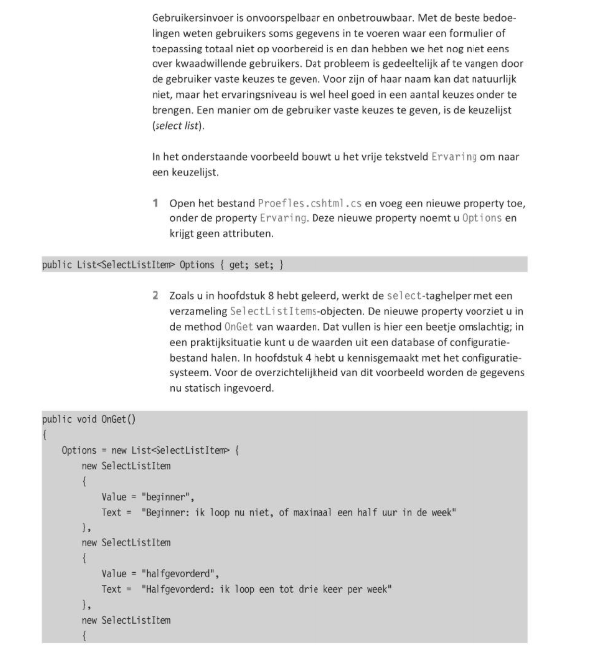 Gebruikersinvoer is onvoorspelbaar en onbetrouwbaar. Met de beste bedoe-
lingen weten gebruikers soms gegevens in te voeren waar een formulier of
toepassing totaal niet op voorbereid is en dan hebben we het nog niet eens
over kwaadwillende gebruikers. Dat probleem is gedeeltelijk af te vangen door
de gebruiker vaste keuzes te geven. Voor zijn of haar naam kan dat natuurlijk
niet, maar het ervaringsniveau is wel heel goed in een aantal keuzes onder te
brengen. Een manier om de gebruiker vaste keuzes te geven, is de keuzelijst
(select list).
In het onderstaande voorbeeld bouwt u het vrije tekstveld Ervaring om naar
een keuzelijst.
1 Open het bestand Proefles.cshtml.cs en voeg een nieuwe property toe,
onder de property Ervaring. Deze nieuwe property noemt u Options en
krijgt geen attributen.
public List<SelectListItem> Options { get; set; }
2 Zoals u in hoofdstuk 8 hebt geleerd, werkt de select-taghelper met een
verzameling SelectListItems-objecten. De nieuwe property voorziet u in
de method OnGet van waarden. Dat vullen is hier een beetje omslachtig; in
een praktijksituatie kunt u de waarden uit een database of configuratie-
bestand halen. In hoofdstuk 4 hebt u kennisgemaakt met het configuratie-
systeem. Voor de overzichtelijkheid van dit voorbeeld worden de gegevens
nu statisch ingevoerd.
public void OnGet()
{
Options = new List<SelectListItem> {
new SelectListItem
{
Value = "beginner",
Text = "Beginner: ik loop nu niet, of maximaal een half uur in de week"
},
new SelectListItem
{
Value = "halfgevorderd",
Text = "Halfgevorderd: ik loop een tot drie keer per week"
},
new SelectListItem
{